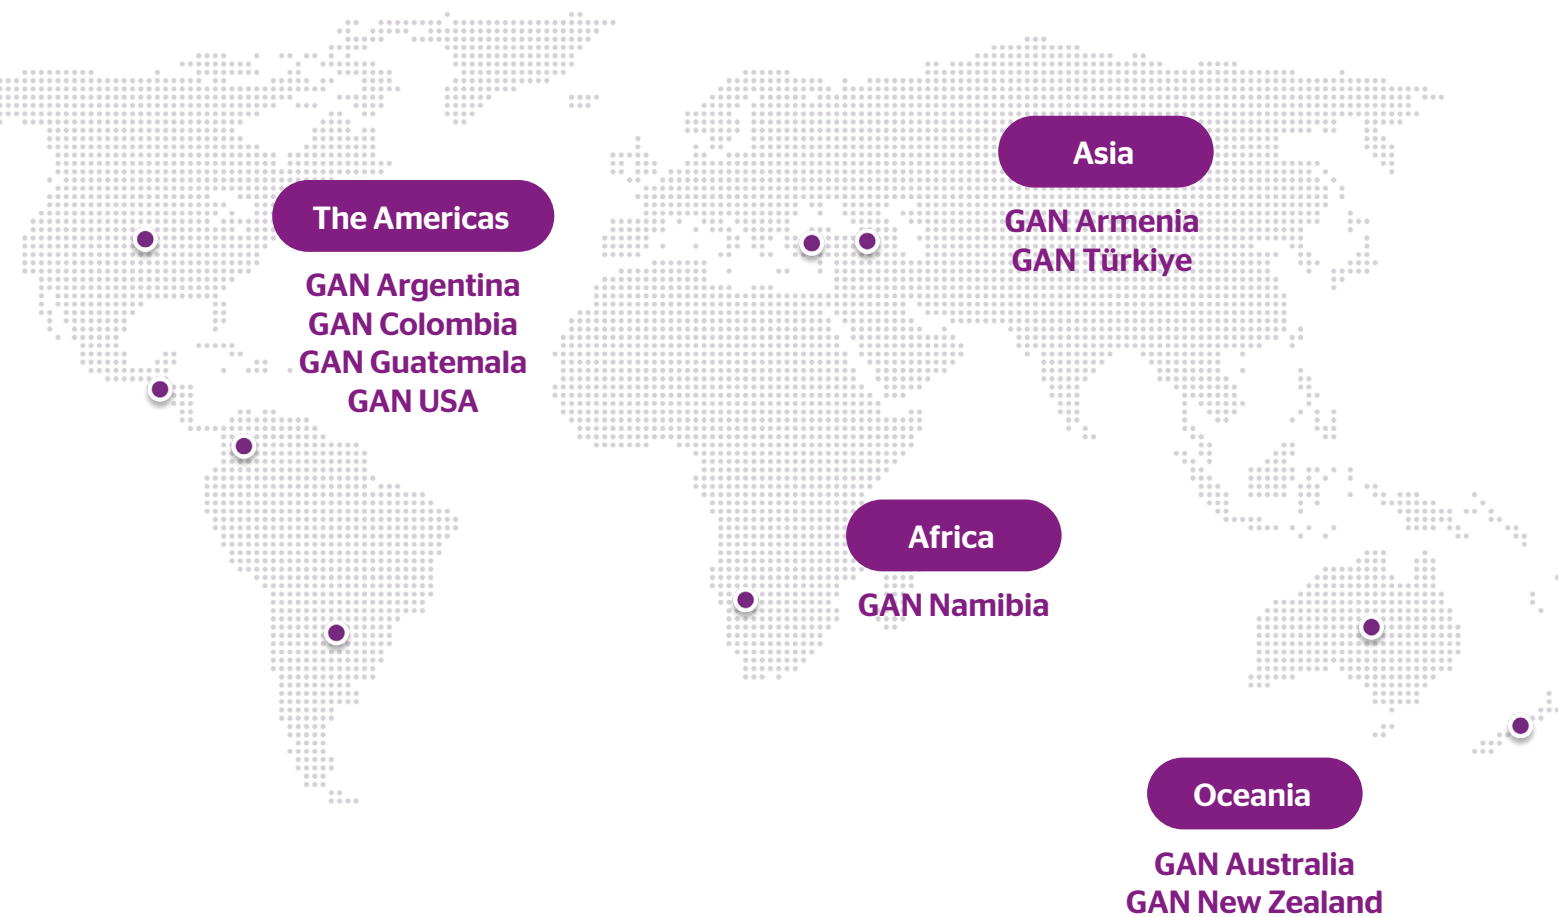 The Americas
GAN Argentina
GAN Colombia
GAN Guatemala
GAN USA
Asia
GAN Armenia
GAN Türkiye
Africa
GAN Namibia
Oceania
GAN Australia
GAN New Zealand